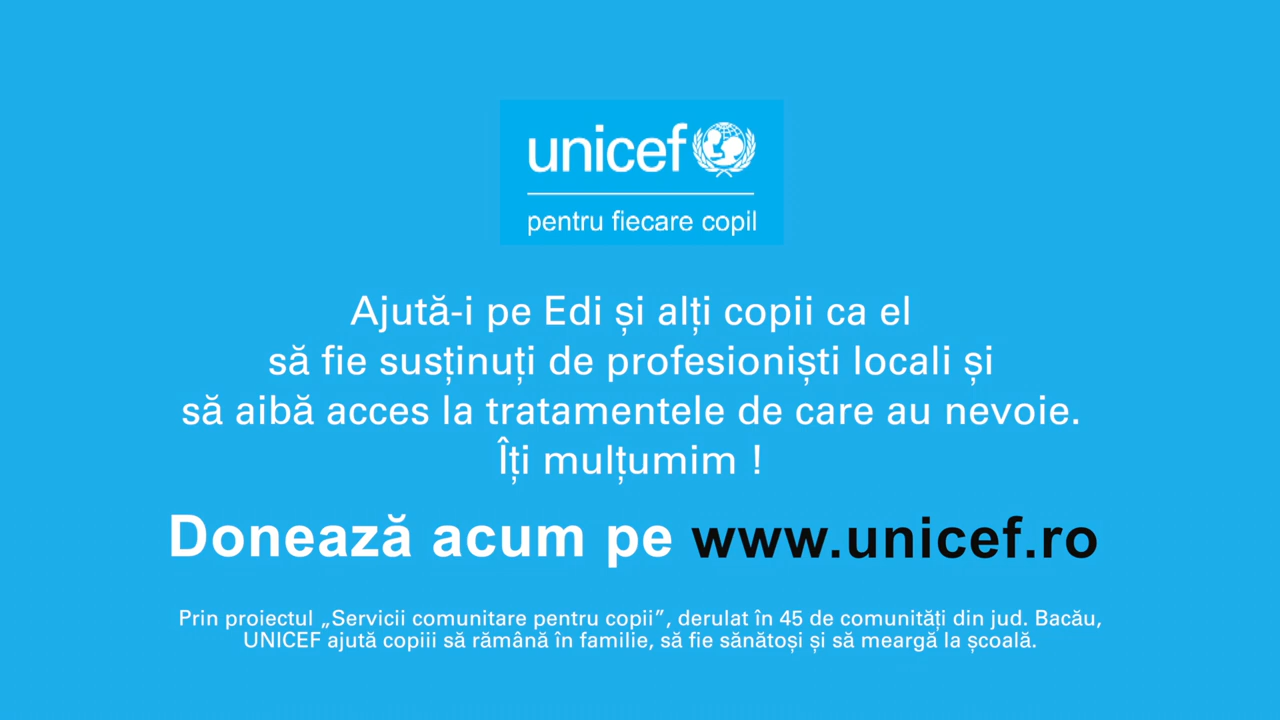 unicef
pentru fiecare copil
Ajută-i pe Edi și alți copii ca el
să fie susținuți de profesioniști locali și
să aibă acces la tratamentele de care au nevoie.
Îți mulțumim !
Donează acum pe www.unicef.ro
Prin proiectul „Servicii comunitare pentru copii”, derulat în 45 de comunități din jud. Bacău,
UNICEF ajută copiii să rămână în familie, să fie sănătoși și să meargă la școală.